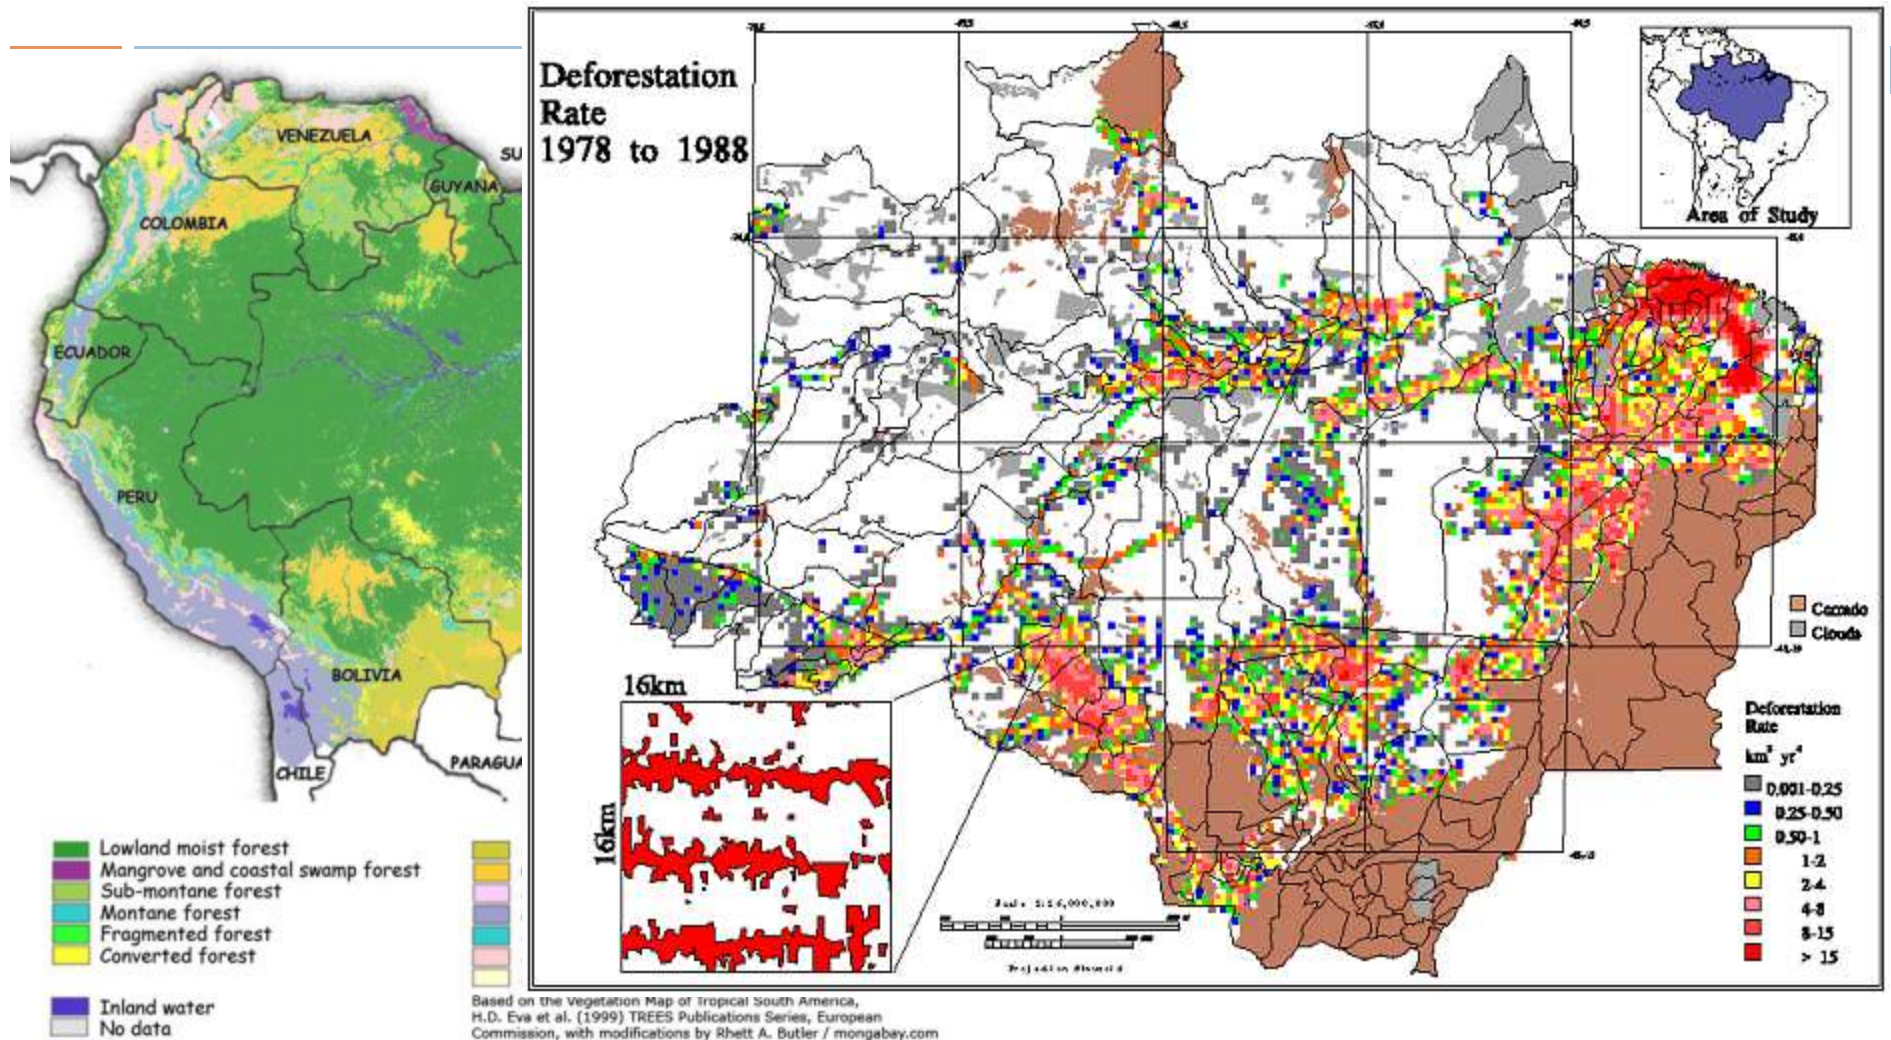 VENEZUELA
SU
GUYANA
COLOMBIA
ECUADOR
PERU
BOLIVIA
CHILE
PARAGUA
Lowland moist forest
Mangrove and coastal swamp forest
Sub-montane forest
Montane forest
Fragmented forest
Converted forest
Inland water
No data
Based on the Vegetation Map of Tropical South America,
H.D. Eva et al. (1999) TREES Publications Series, European
Commission, with modifications by Rhett A. Butler / mongabay.com
Deforestation
Rate
1978 to 1988
Area of Study
Cerrado
Clouds
16km
16km
Deforestation
Rate
0.001-0.25
0.25-0.50
0.50-1
1-2
2-4
4-8
8-15
> 15